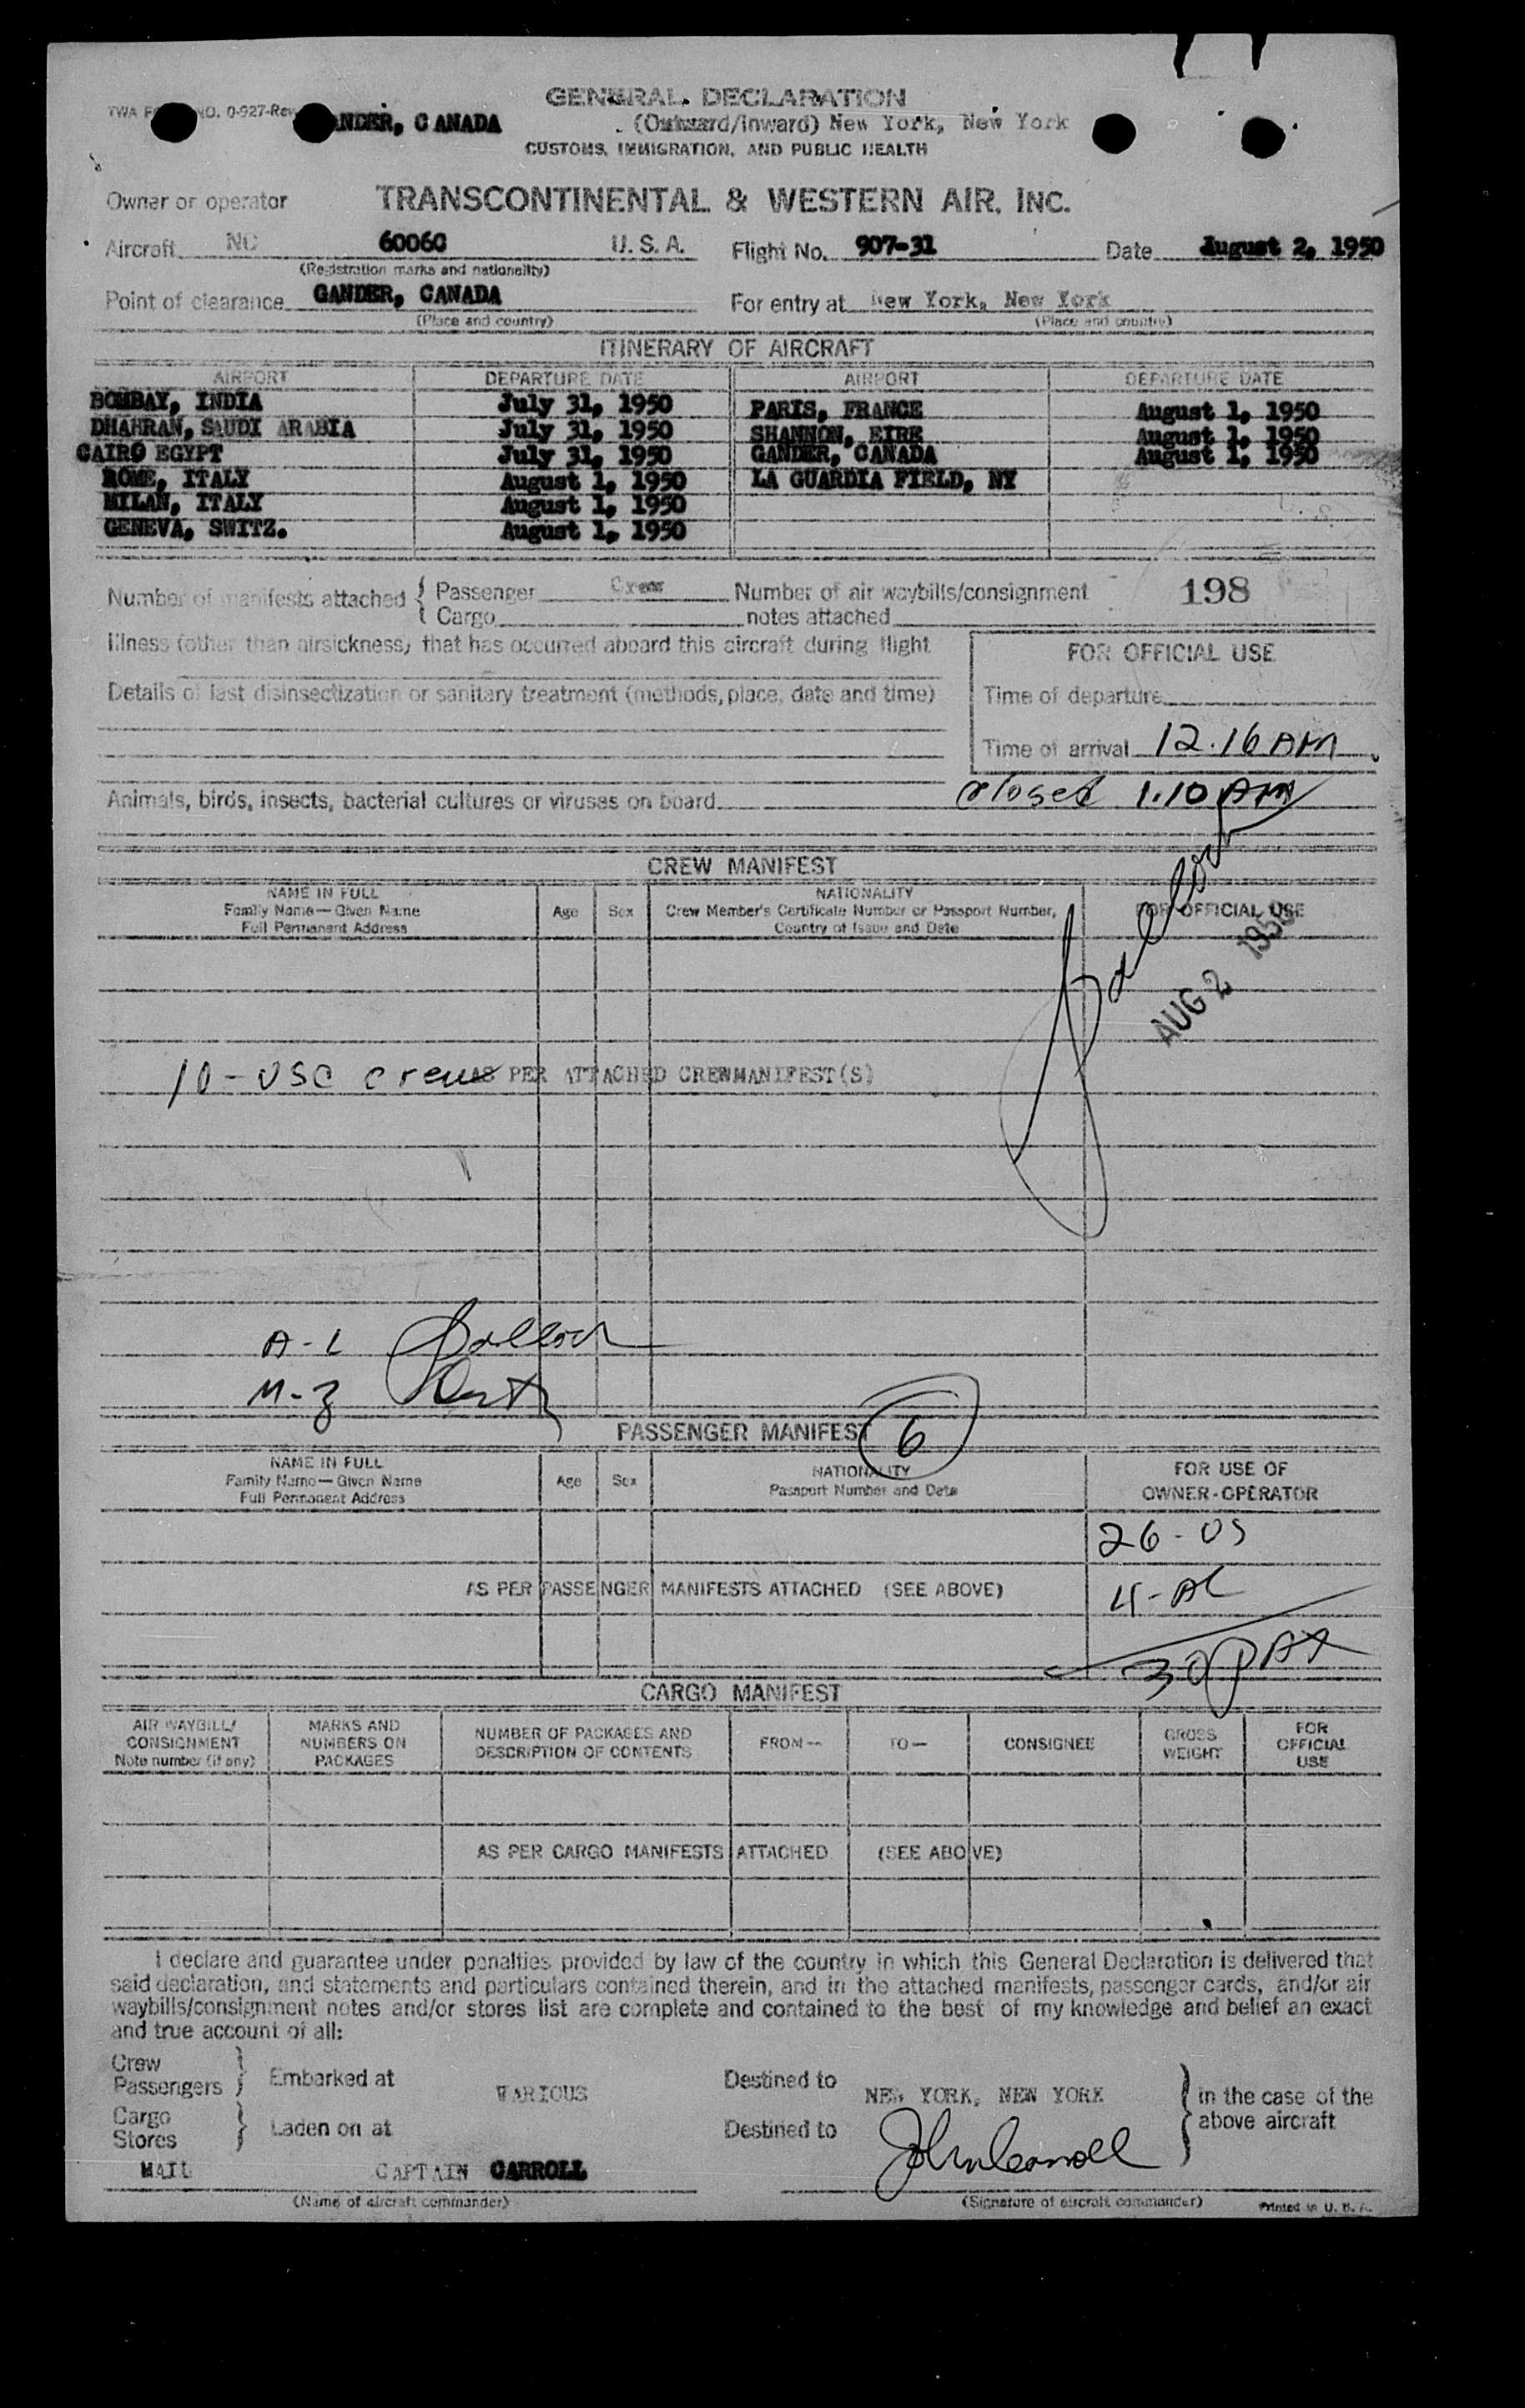 GENERAL DECLARATION
NO. 0-927-Rev
NDER, CANADA
(Outward/Inward) New York, New York
CUSTOMS, IMMIGRATION, AND PUBLIC HEALTH
Owner or operator TRANSCONTINENTAL & WESTERN AIR, INC.
Aircraft NC 6006C U. S. A. Flight No. 907-31 Date August 2, 1950
(Registration marks and nationality)
Point of clearance GANDER, CANADA For entry at New York, New York
(Place and country) (Place and country)
ITINERARY OF AIRCRAFT
AIRPORT DEPARTURE DATE AIRPORT DEPARTURE DATE
BOMBAY, INDIA July 31, 1950 PARIS, FRANCE August 1, 1950
DHAHRAN, SAUDI ARABIA July 31, 1950 SHANNON, EIRE August 1, 1950
CAIRO EGYPT July 31, 1950 GANDER, CANADA August 1, 1950
ROME, ITALY August 1, 1950 LA GUARDIA FIELD, NY
MILAN, ITALY August 1, 1950
GENEVA, SWITZ. August 1, 1950
Number of manifests attached { Passenger Crew Number of air waybills/consignment 198
Cargo notes attached
Illness (other than airsickness) that has occurred aboard this aircraft during flight
FOR OFFICIAL USE
Details of last disinsectization or sanitary treatment (methods, place, date and time)
Time of departure
Time of arrival 12.16 AM
closed 1.10 AM
Animals, birds, insects, bacterial cultures or viruses on board
CREW MANIFEST
NAME IN FULL
Family Name—Given Name
Full Permanent Address
Age Sex
NATIONALITY
Crew Member's Certificate Number or Passport Number,
Country of Issue and Date
FOR OFFICIAL USE
AUG 2 1950
10 - USC crew AS PER ATTACHED CREWMANIFEST(S)
A-L
M-Z
PASSENGER MANIFEST 6
NAME IN FULL
Family Name—Given Name
Full Permanent Address
Age Sex
NATIONALITY
Passport Number and Date
FOR USE OF
OWNER-OPERATOR
26 - US
AS PER PASSENGER MANIFESTS ATTACHED (SEE ABOVE) 4 - AL
30 PAX
CARGO MANIFEST
AIR WAYBILL/
CONSIGNMENT
Note number (if any)
MARKS AND
NUMBERS ON
PACKAGES
NUMBER OF PACKAGES AND
DESCRIPTION OF CONTENTS
FROM— TO— CONSIGNEE
GROSS
WEIGHT
FOR
OFFICIAL
USE
AS PER CARGO MANIFESTS ATTACHED (SEE ABOVE)
I declare and guarantee under penalties provided by law of the country in which this General Declaration is delivered that
said declaration, and statements and particulars contained therein, and in the attached manifests, passenger cards, and/or air
waybills/consignment notes and/or stores list are complete and contained to the best of my knowledge and belief an exact
and true account of all:
Crew
Passengers } Embarked at VARIOUS Destined to NEW YORK, NEW YORK } in the case of the
above aircraft
Cargo
Stores } Laden on at Destined to
MAIL CAPTAIN CARROLL John Carroll
(Name of aircraft commander) (Signature of aircraft commander) Printed in U. S. A.